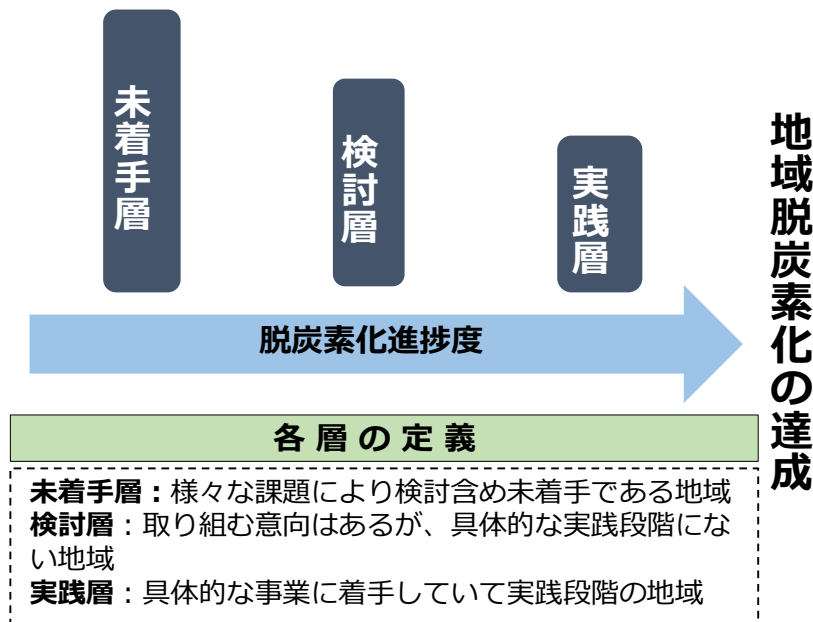 未着手層
検討層
実践層
地域脱炭素化の達成
脱炭素化進捗度
各層の定義
未着手層：様々な課題により検討含め未着手である地域
検討層：取り組む意向はあるが、具体的な実践段階にな
い地域
実践層：具体的な事業に着手していて実践段階の地域